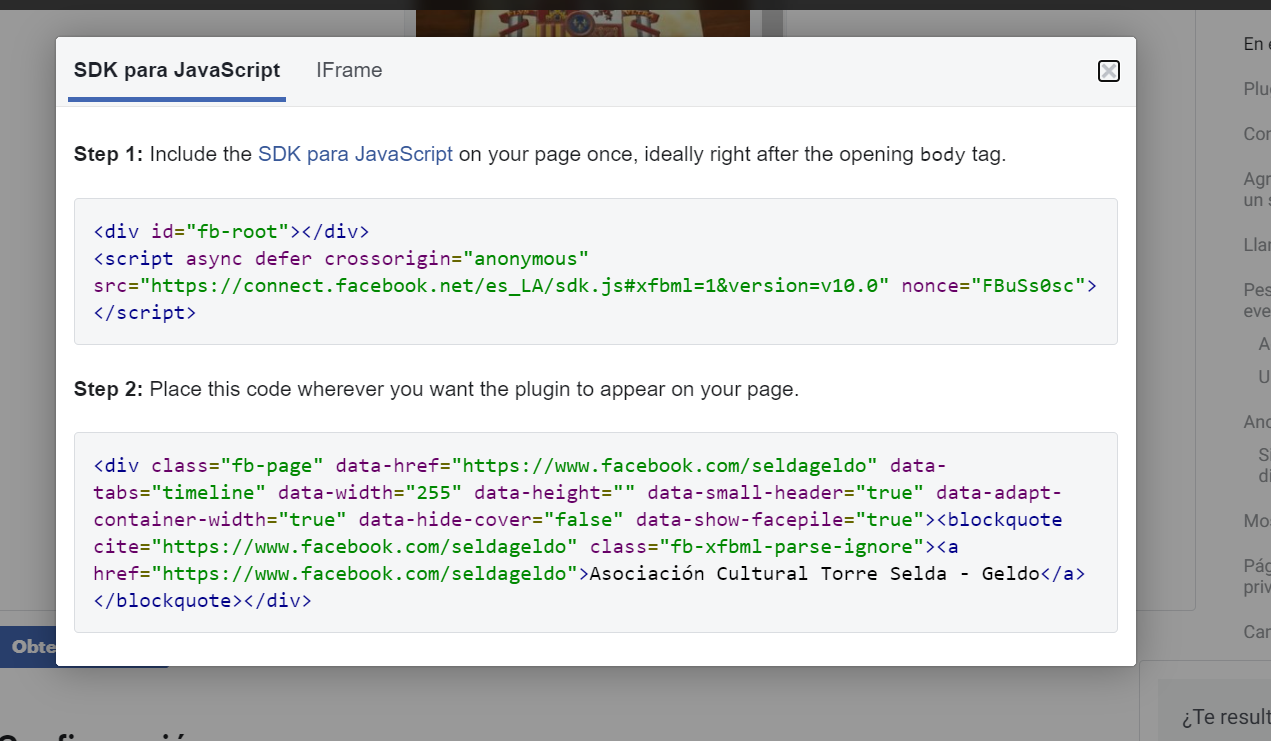 SDK para JavaScript IFrame
Step 1: Include the SDK para JavaScript on your page once, ideally right after the opening body tag.
<div id="fb-root"></div>
<script async defer crossorigin="anonymous"
src="https://connect.facebook.net/es_LA/sdk.js#xfbml=1&version=v10.0" nonce="FBuSs0sc">
</script>
Step 2: Place this code wherever you want the plugin to appear on your page.
<div class="fb-page" data-href="https://www.facebook.com/seldageldo" data-
tabs="timeline" data-width="255" data-height="" data-small-header="true" data-adapt-
container-width="true" data-hide-cover="false" data-show-facepile="true"><blockquote
cite="https://www.facebook.com/seldageldo" class="fb-xfbml-parse-ignore"><a
href="https://www.facebook.com/seldageldo">Asociación Cultural Torre Selda - Geldo</a>
</blockquote></div>
En
un
¿Te